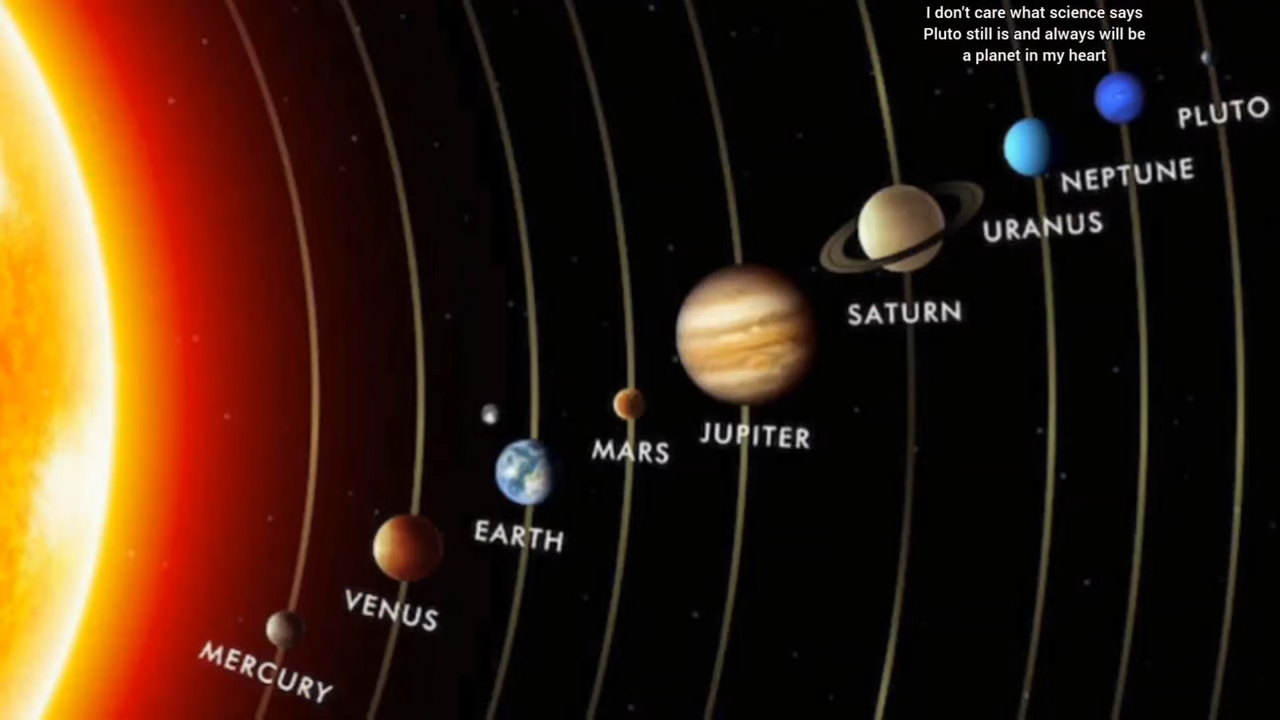 I don't care what science says
Pluto still is and always will be
a planet in my heart
PLUTO
NEPTUNE
URANUS
SATURN
JUPITER
MARS
EARTH
VENUS
MERCURY